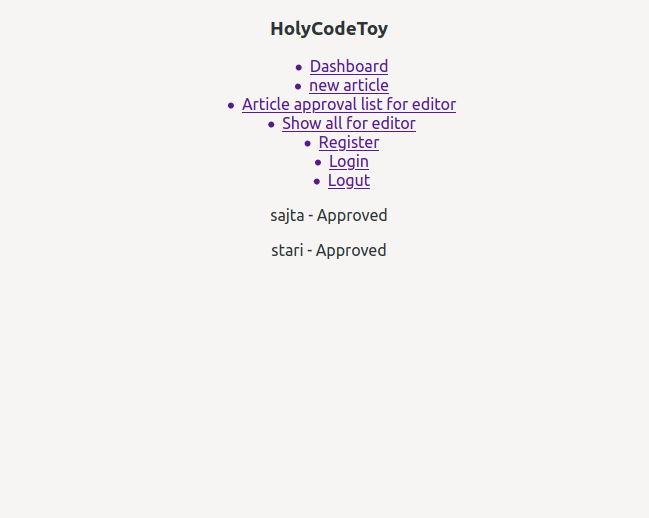 HolyCodeToy
Dashboard
new article
Article approval list for editor
Show all for editor
Register
Login
Logut
sajta - Approved
stari - Approved